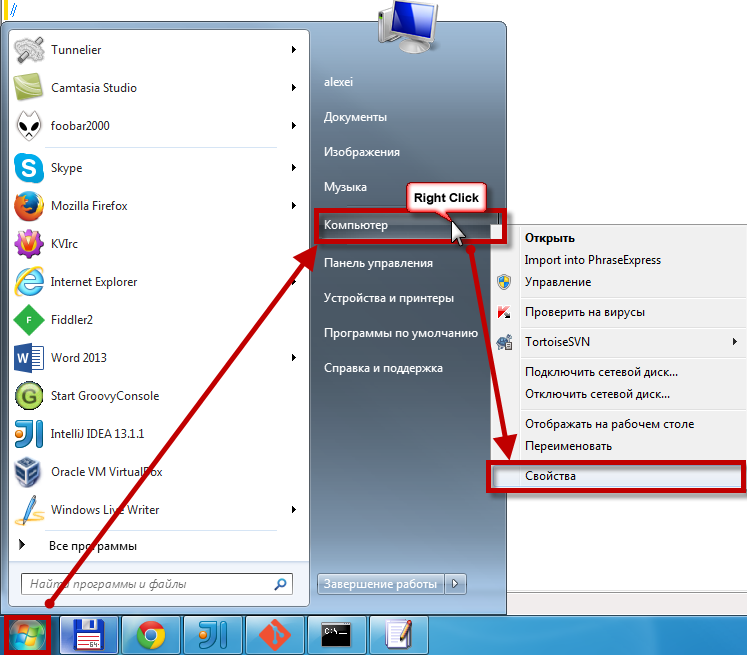 //
Tunnelier
Camtasia Studio
foobar2000
Skype
Mozilla Firefox
KVIrc
Internet Explorer
Fiddler2
Word 2013
Start GroovyConsole
IntelliJ IDEA 13.1.1
Oracle VM VirtualBox
Windows Live Writer
Все программы
Найти программы и файлы
alexei
Документы
Изображения
Музыка
Right Click
Компьютер
Панель управления
Устройства и принтеры
Программы по умолчанию
Справка и поддержка
Завершение работы
Открыть
Import into PhraseExpress
Управление
Проверить на вирусы
TortoiseSVN
Подключить сетевой диск...
Отключить сетевой диск...
Отображать на рабочем столе
Переименовать
Свойства
64
C:\